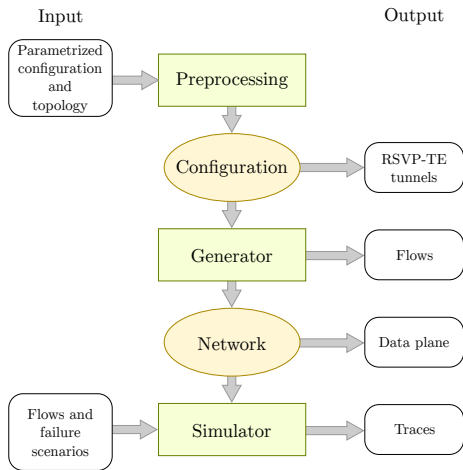 Input
Output
Parametrized
configuration
and
topology
Preprocessing
Configuration
RSVP-TE
tunnels
Generator
Flows
Network
Data plane
Flows and
failure
scenarios
Simulator
Traces